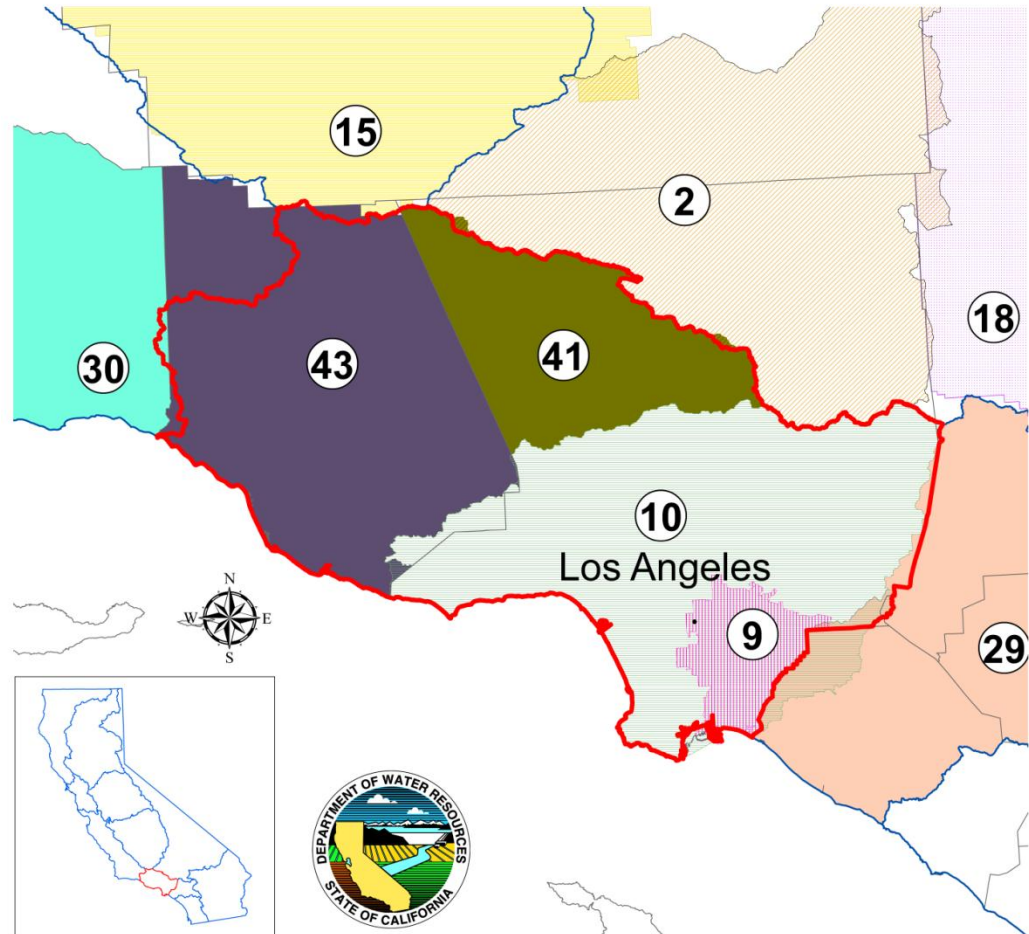 15
2
18
30
43
41
10
Los Angeles
9
29
N
W E
S
DEPARTMENT OF WATER RESOURCES
STATE OF CALIFORNIA